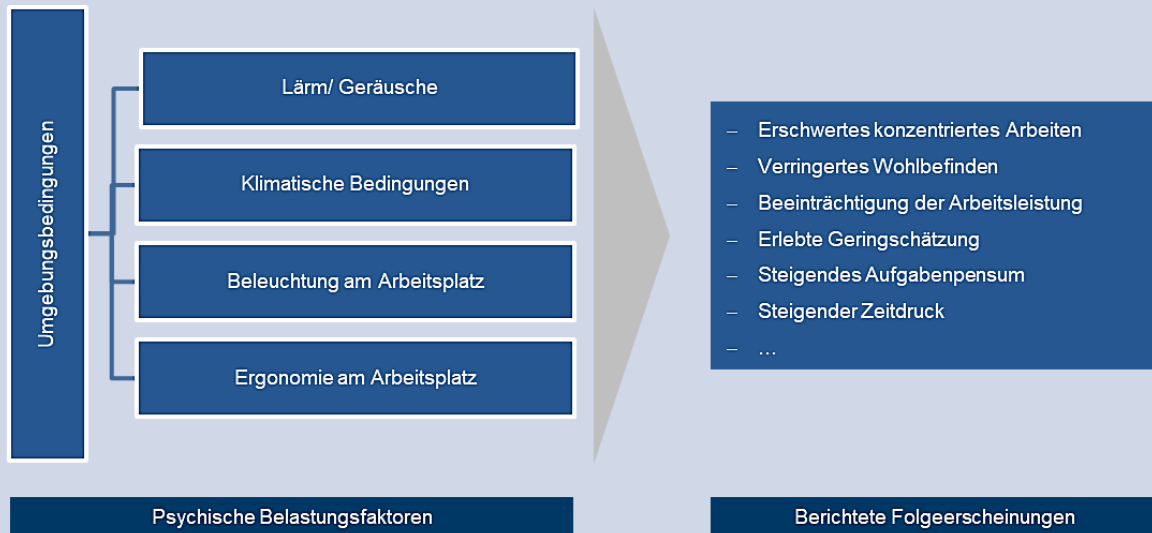 Umgebungsbedingungen
Lärm/ Geräusche
Klimatische Bedingungen
Beleuchtung am Arbeitsplatz
Ergonomie am Arbeitsplatz
Psychische Belastungsfaktoren
– Erschwertes konzentriertes Arbeiten
– Verringertes Wohlbefinden
– Beeinträchtigung der Arbeitsleistung
– Erlebte Geringschätzung
– Steigendes Aufgabenpensum
– Steigender Zeitdruck
– ...
Berichtete Folgeerscheinungen